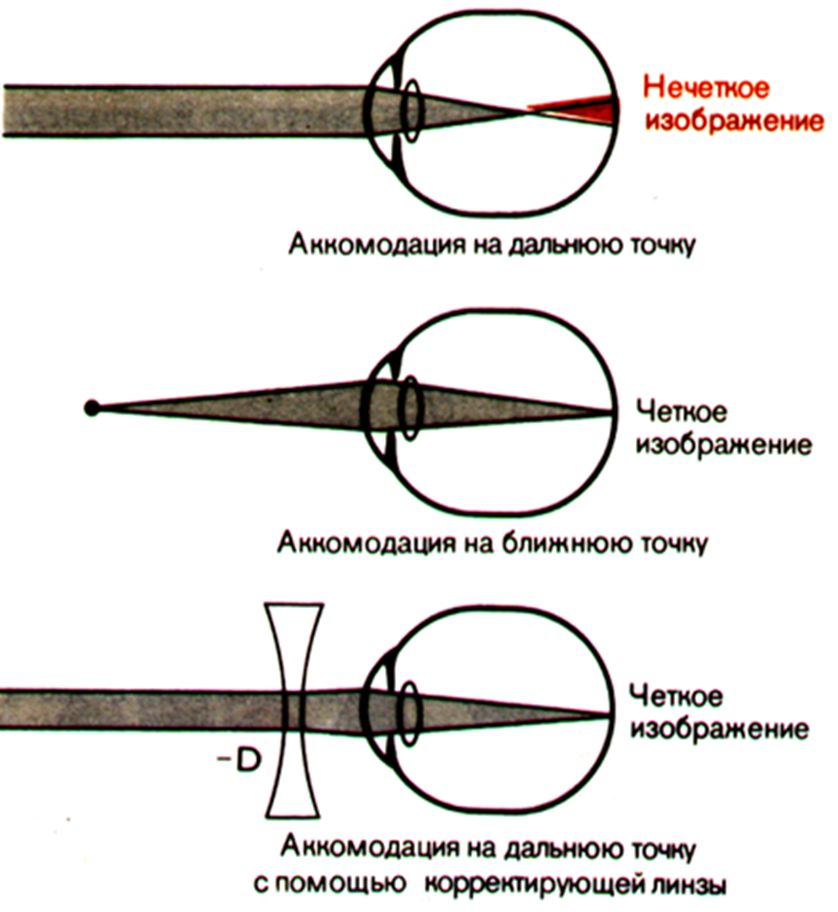 Нечеткое
изображение
Аккомодация на дальнюю точку
Четкое
изображение
Аккомодация на ближнюю точку
Четкое
изображение
–D
Аккомодация на дальнюю точку
с помощью корректирующей линзы